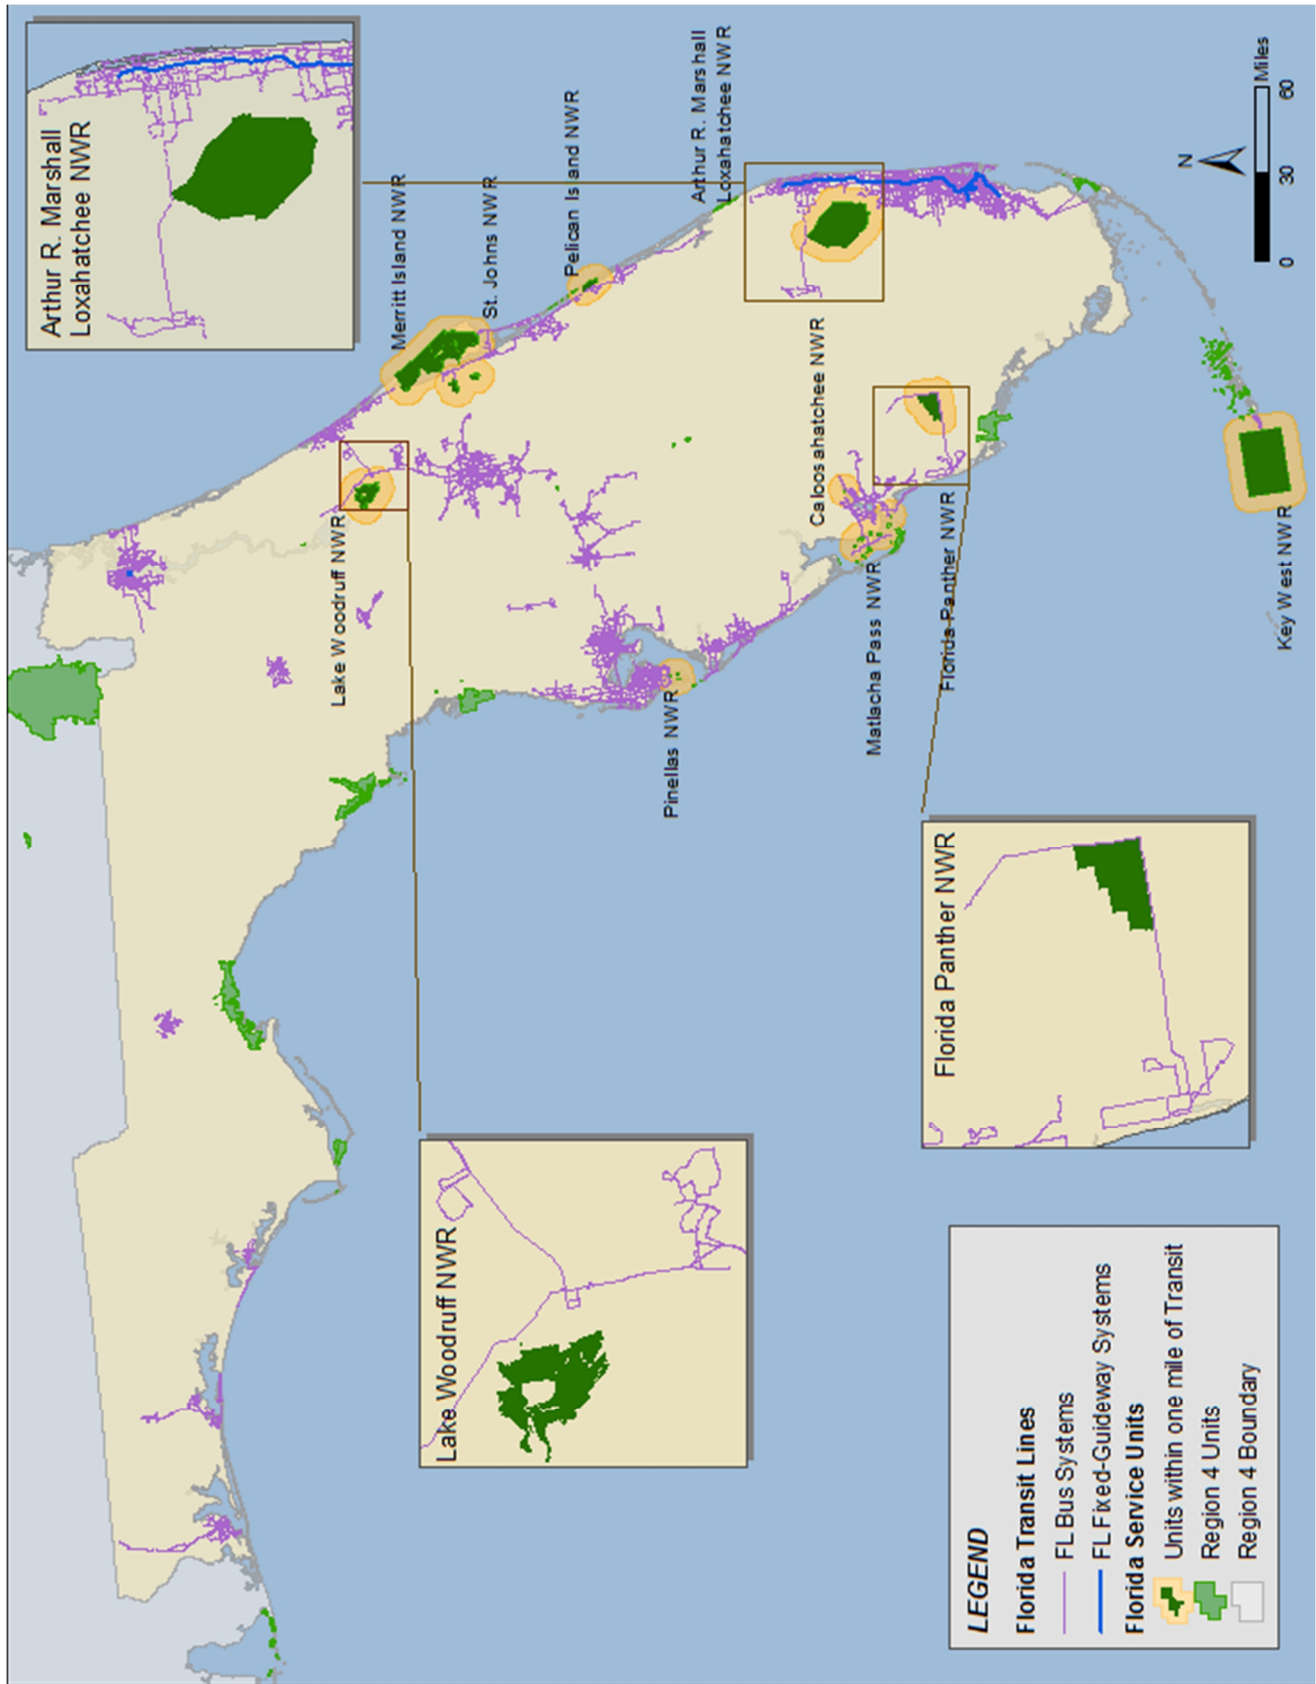 Arthur R. Marshall
Loxahatchee NWR
Merritt Island NWR
St. Johns NWR
Pelican Island NWR
Arthur R. Marshall
Loxahatchee NWR
Lake Woodruff NWR
Pinellas NWR
Caloosahatchee NWR
Matlacha Pass NWR
Florida Panther NWR
Key West NWR
N
0 30 60 Miles
Lake Woodruff NWR
Florida Panther NWR
LEGEND
Florida Transit Lines
FL Bus Systems
FL Fixed-Guideway Systems
Florida Service Units
Units within one mile of Transit
Region 4 Units
Region 4 Boundary